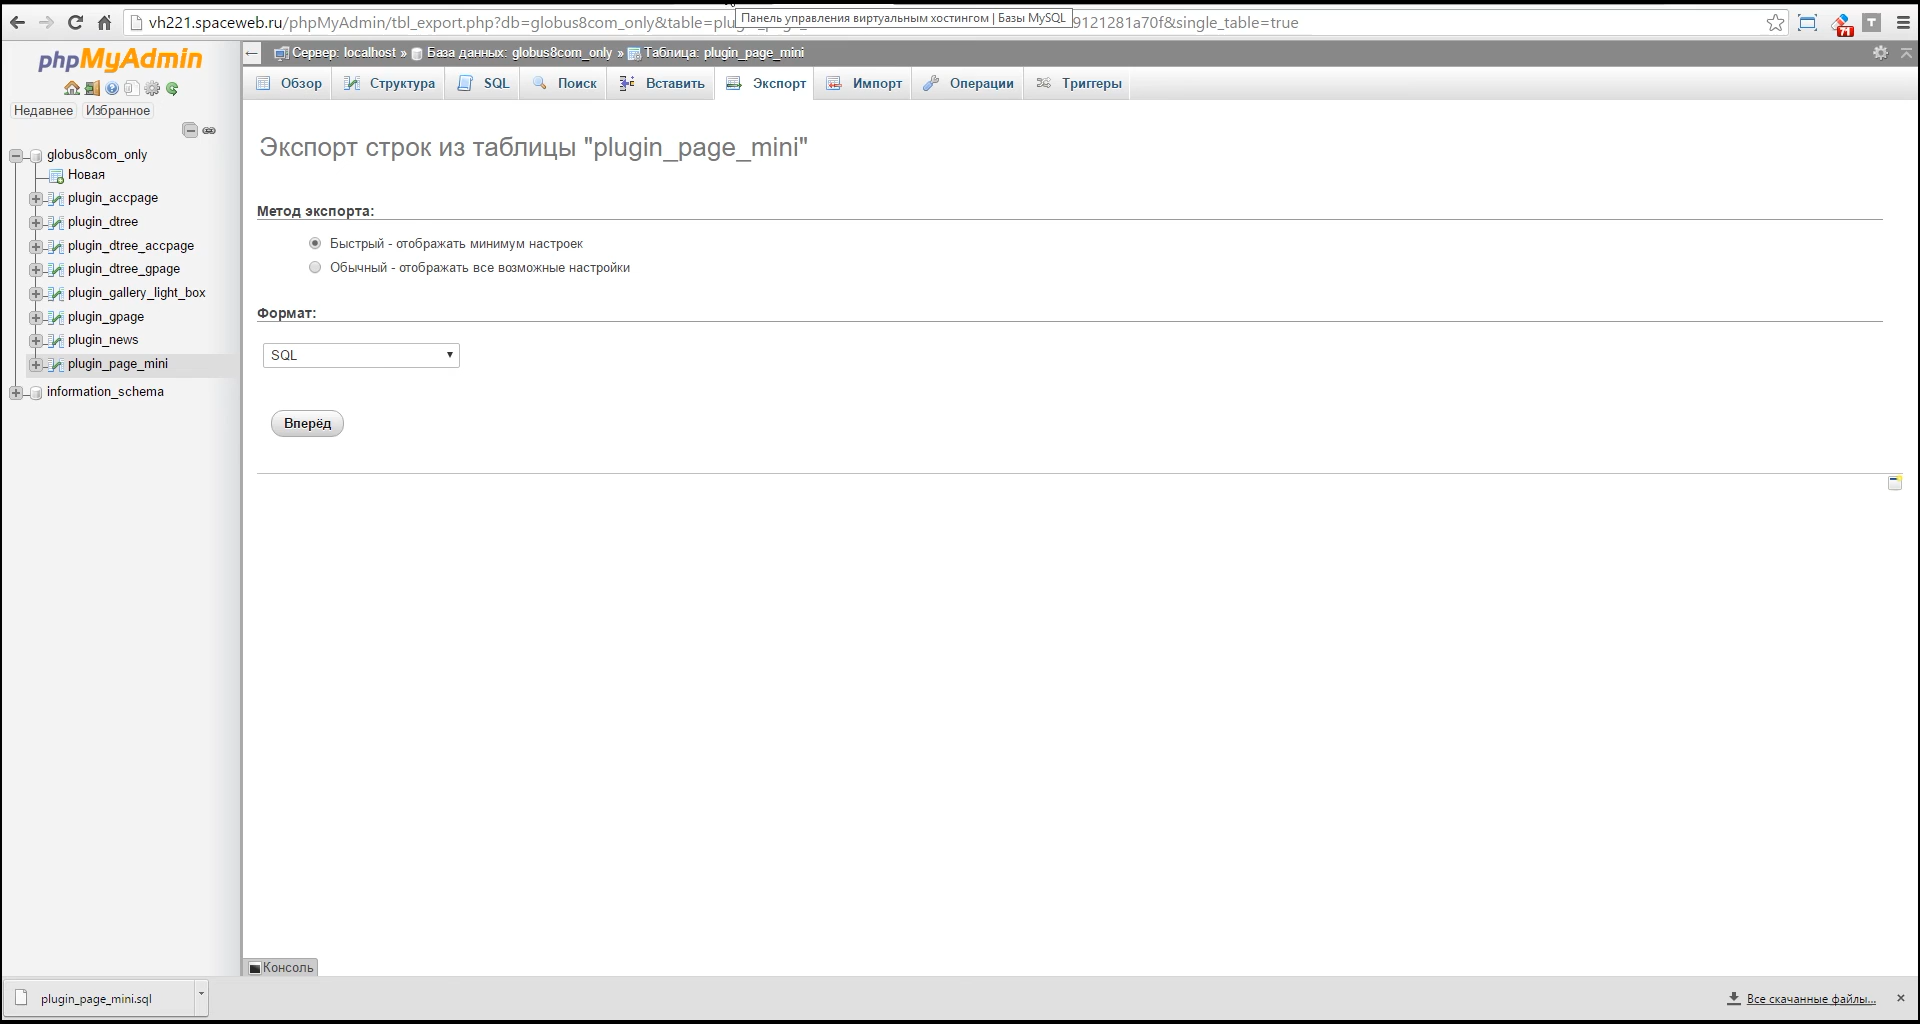 vh221.spaceweb.ru/phpMyAdmin/tbl_export.php?db=globus8com_only&table=plu
Панель управления виртуальным хостингом | Базы MySQL
9121281a70f&single_table=true
T
71
phpMyAdmin
Недавнее Избранное
globus8com_only
Новая
plugin_accpage
plugin_dtree
plugin_dtree_accpage
plugin_dtree_gpage
plugin_gallery_light_box
plugin_gpage
plugin_news
plugin_page_mini
information_schema
Сервер: localhost » База данных: globus8com_only » Таблица: plugin_page_mini
Обзор Структура SQL Поиск Вставить Экспорт Импорт Операции Триггеры
Экспорт строк из таблицы "plugin_page_mini"
Метод экспорта:
Быстрый - отображать минимум настроек
Обычный - отображать все возможные настройки
Формат:
SQL
Вперёд
Консоль
plugin_page_mini.sql
Все скачанные файлы...